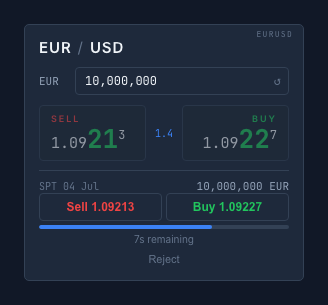 EURUSD
EUR / USD
EUR 10,000,000 ↺
SELL BUY
1.09213 1.4 1.09227
SPT 04 Jul 10,000,000 EUR
Sell 1.09213 Buy 1.09227
7s remaining
Reject